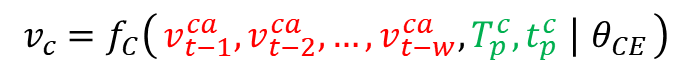 v_c = f_C( v_{t-1}^{ca}, v_{t-2}^{ca}, …, v_{t-w}^{ca}, T_p^c, t_p^c | θ_{CE} )